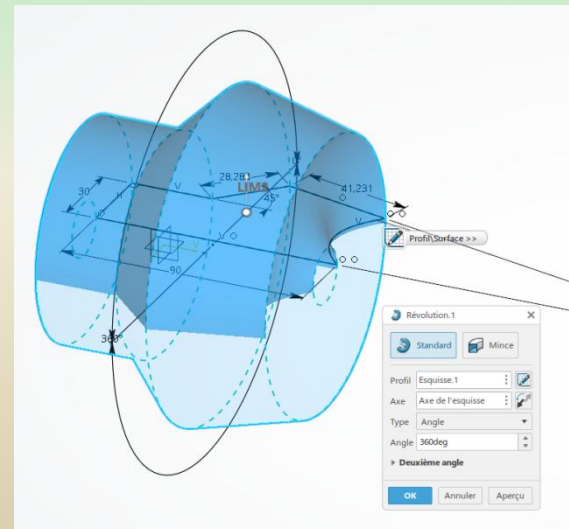 28,28
LIM1
45°
41,231
30
H
V
V
90
360°
Profil\Surface >>
Révolution.1
Standard Mince
Profil Esquisse.1
Axe Axe de l'esquisse
Type Angle
Angle 360deg
Deuxième angle
OK Annuler Aperçu